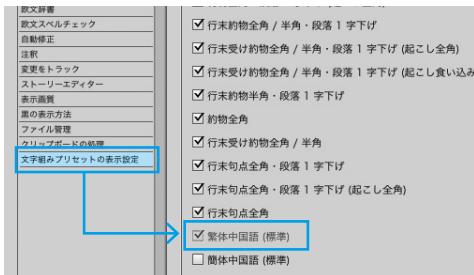 欧文辞書
欧文スペルチェック
自動修正
注釈
変更をトラック
ストーリーエディター
表示画質
黒の表示方法
ファイル管理
クリップボードの処理
文字組みプリセットの表示設定
行末約物全角 / 半角・段落 1 字下げ
行末受け約物全角 / 半角・段落 1 字下げ (起こし全角)
行末受け約物全角 / 半角・段落 1 字下げ (起こし食い込み
行末約物半角・段落 1 字下げ
約物全角
行末受け約物全角 / 半角
行末句点全角・段落 1 字下げ
行末句点全角・段落 1 字下げ (起こし全角)
行末句点全角
繁体中国語 (標準)
簡体中国語 (標準)